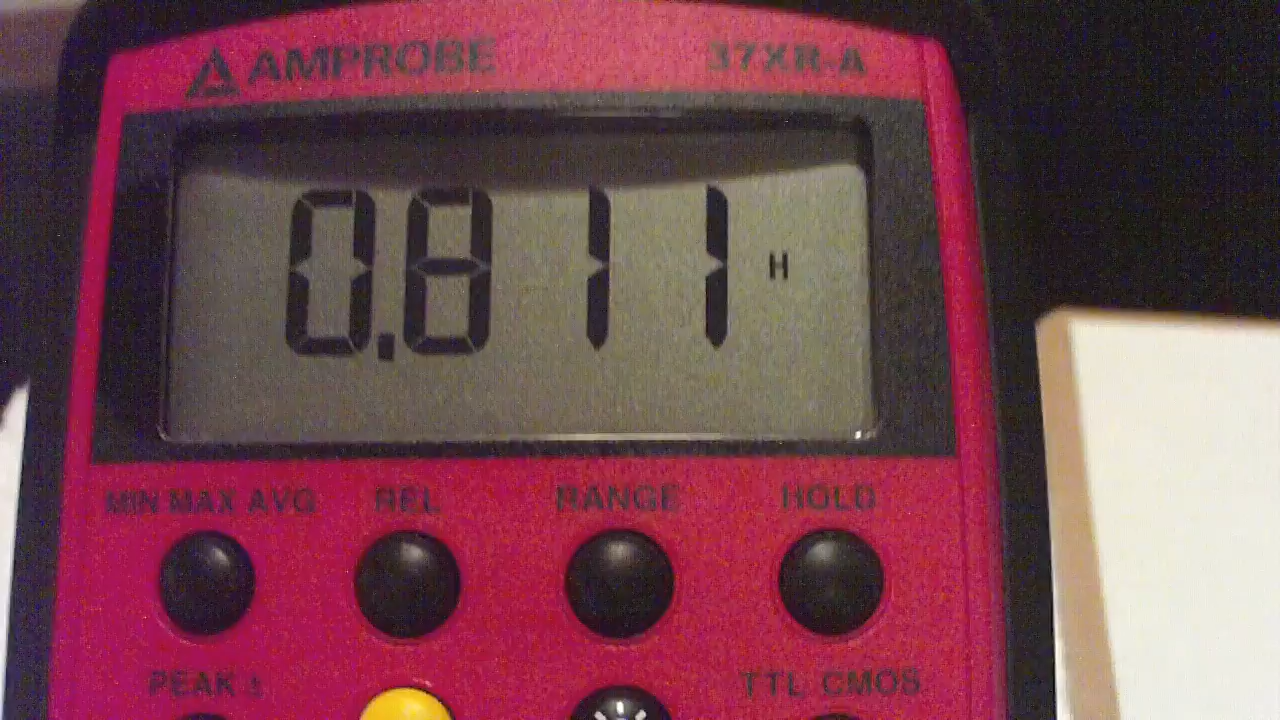 AMPROBE 37XR-A
0.811 H
MIN MAX AVG REL RANGE HOLD
PEAK ± TTL CMOS